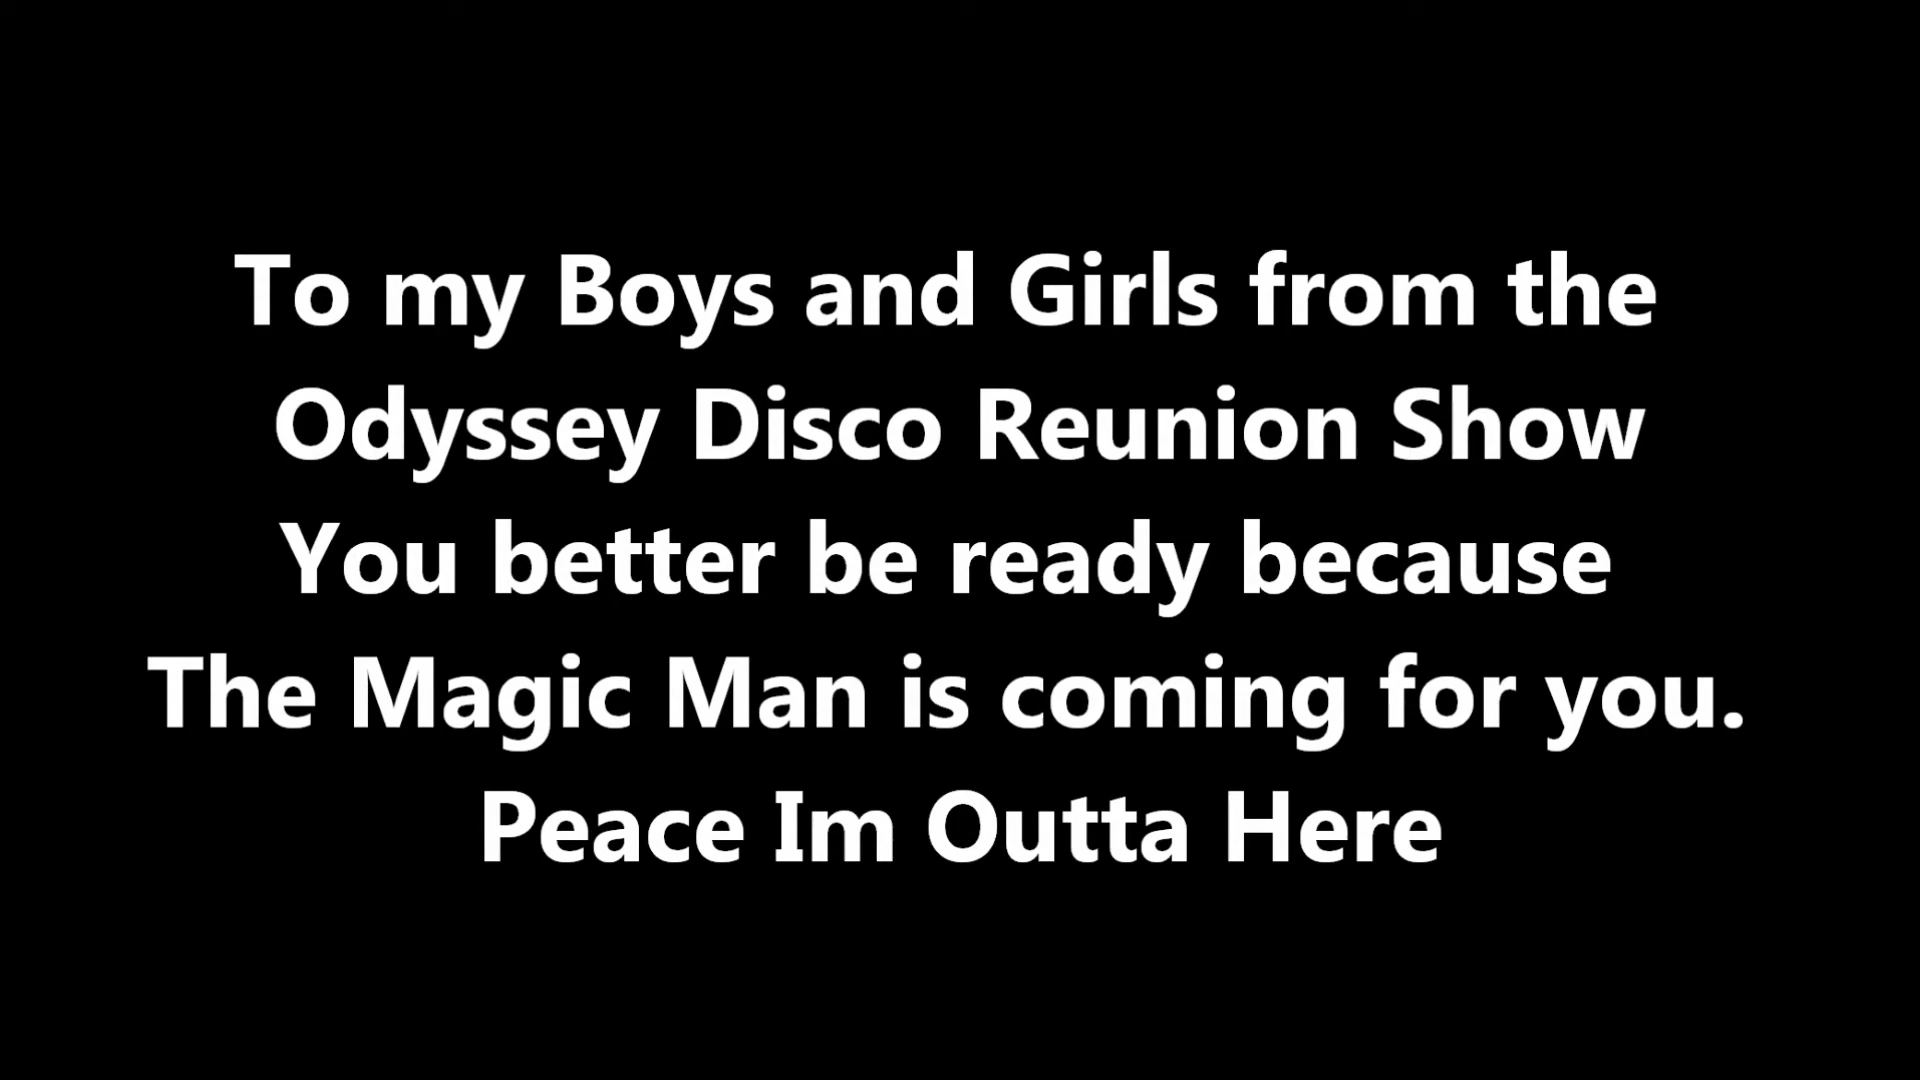 To my Boys and Girls from the
Odyssey Disco Reunion Show
You better be ready because
The Magic Man is coming for you.
Peace Im Outta Here